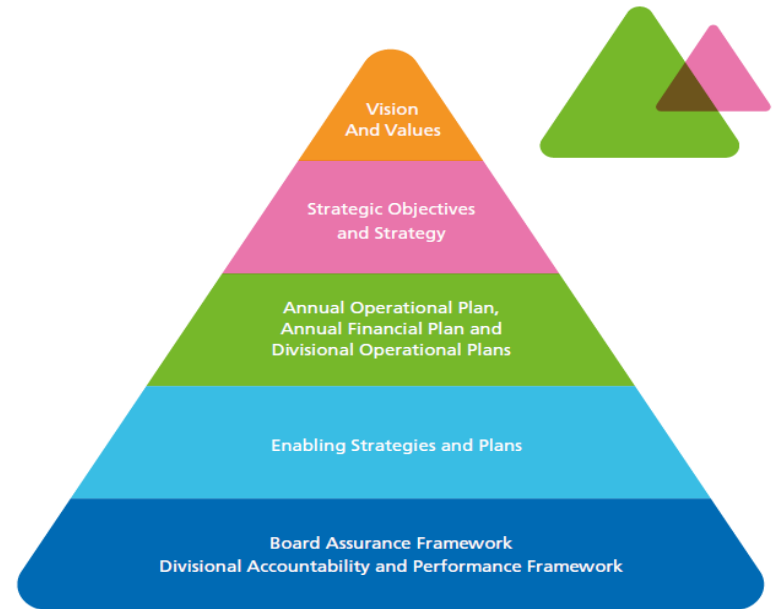 Vision
And Values
Strategic Objectives
and Strategy
Annual Operational Plan,
Annual Financial Plan and
Divisional Operational Plans
Enabling Strategies and Plans
Board Assurance Framework
Divisional Accountability and Performance Framework